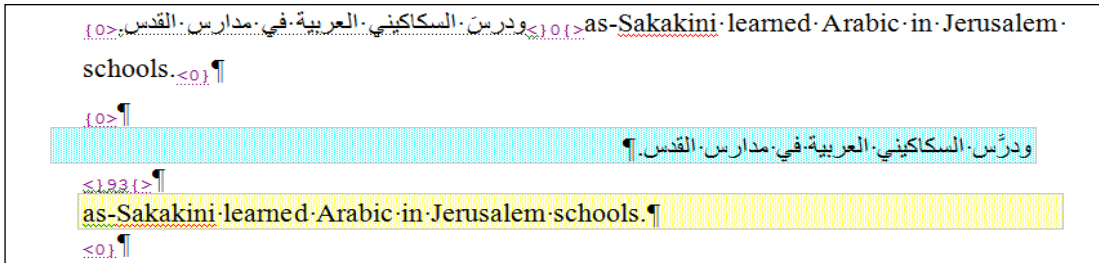 {0>ودرسَ السكاكيني العربية في مدارس القدس.<}0{>as-Sakakini learned Arabic in Jerusalem
schools.<0}¶
{0>¶
ودرَّس السكاكيني العربية في مدارس القدس.¶
<}93{>¶
as-Sakakini learned Arabic in Jerusalem schools.¶
<0}¶